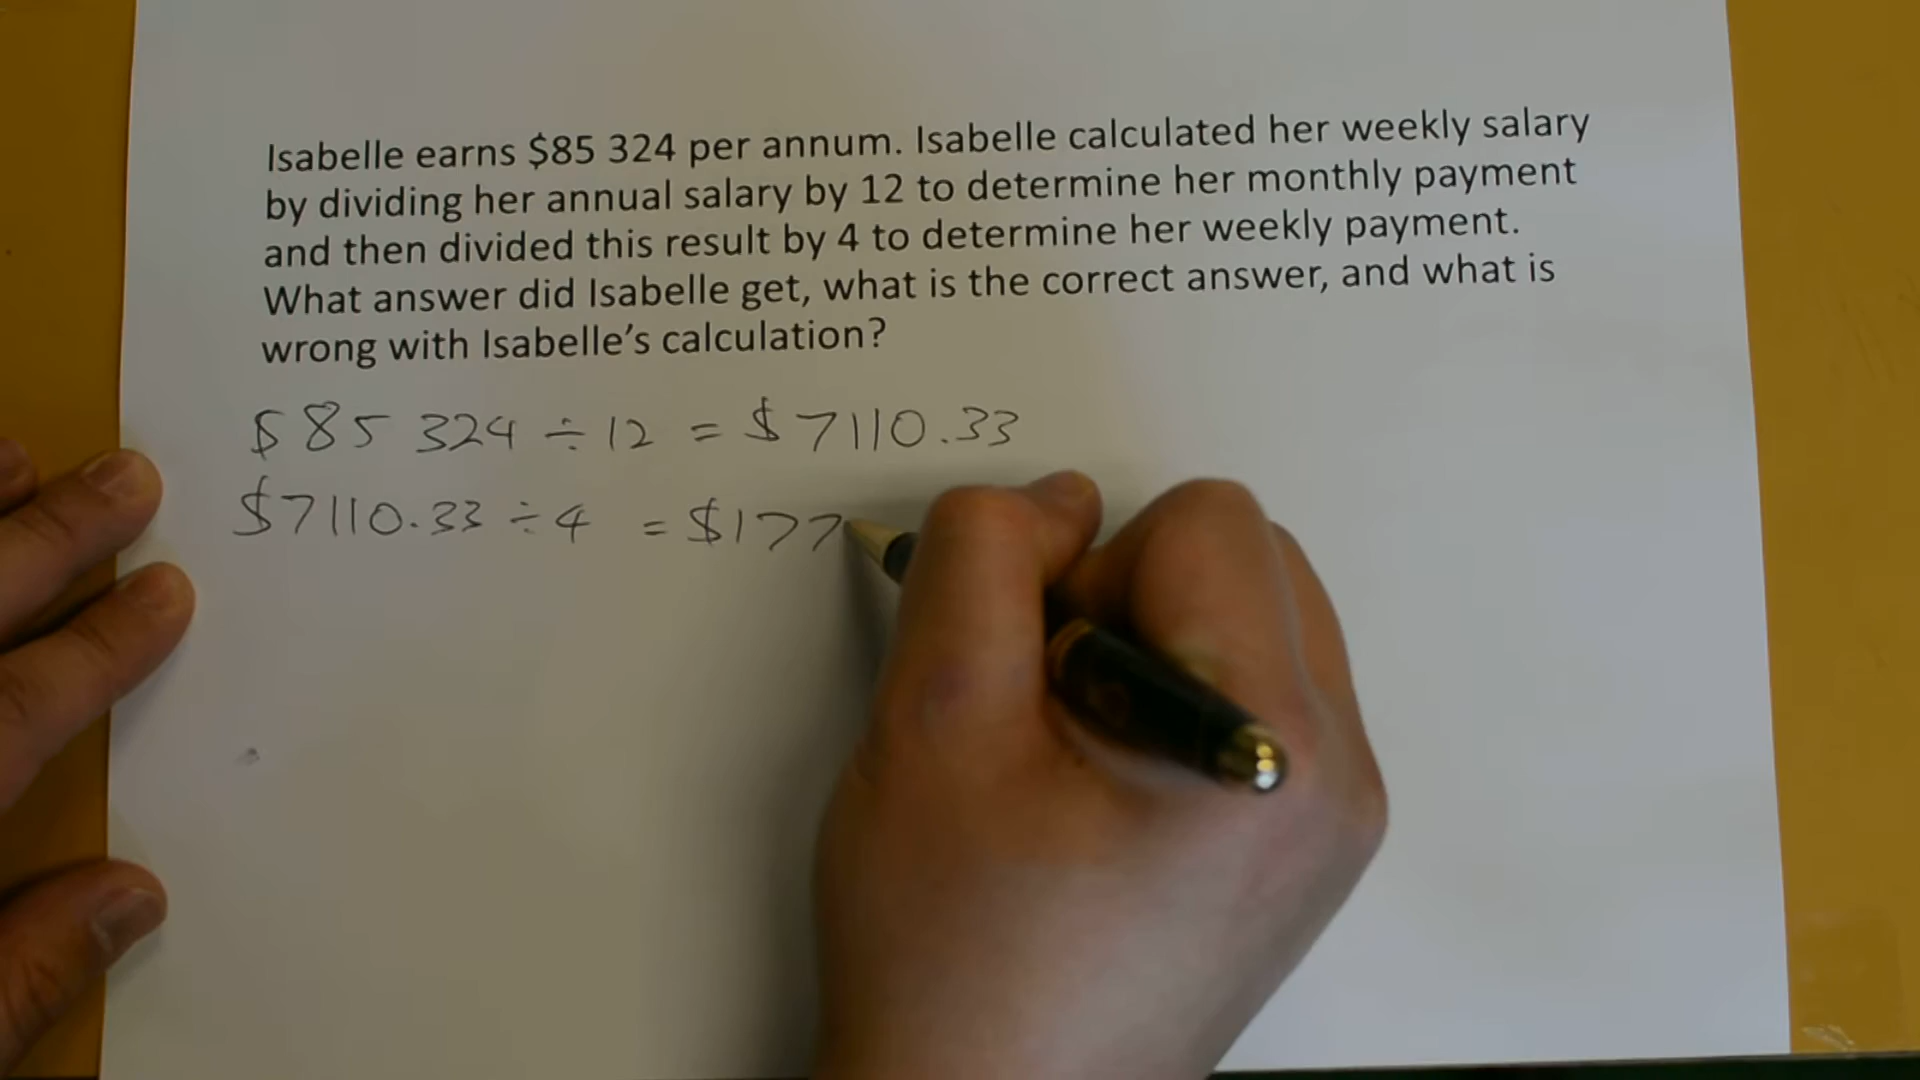 Isabelle earns $85 324 per annum. Isabelle calculated her weekly salary
by dividing her annual salary by 12 to determine her monthly payment
and then divided this result by 4 to determine her weekly payment.
What answer did Isabelle get, what is the correct answer, and what is
wrong with Isabelle’s calculation?
$85 324 ÷ 12 = $7110.33
$7110.33 ÷ 4 = $177